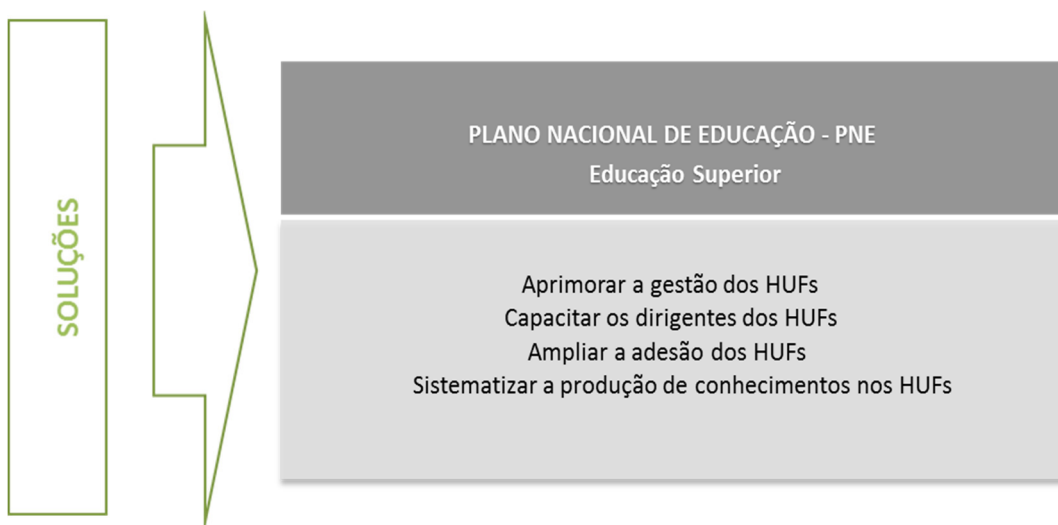 SOLUÇÕES
PLANO NACIONAL DE EDUCAÇÃO - PNE
Educação Superior
Aprimorar a gestão dos HUFs
Capacitar os dirigentes dos HUFs
Ampliar a adesão dos HUFs
Sistematizar a produção de conhecimentos nos HUFs